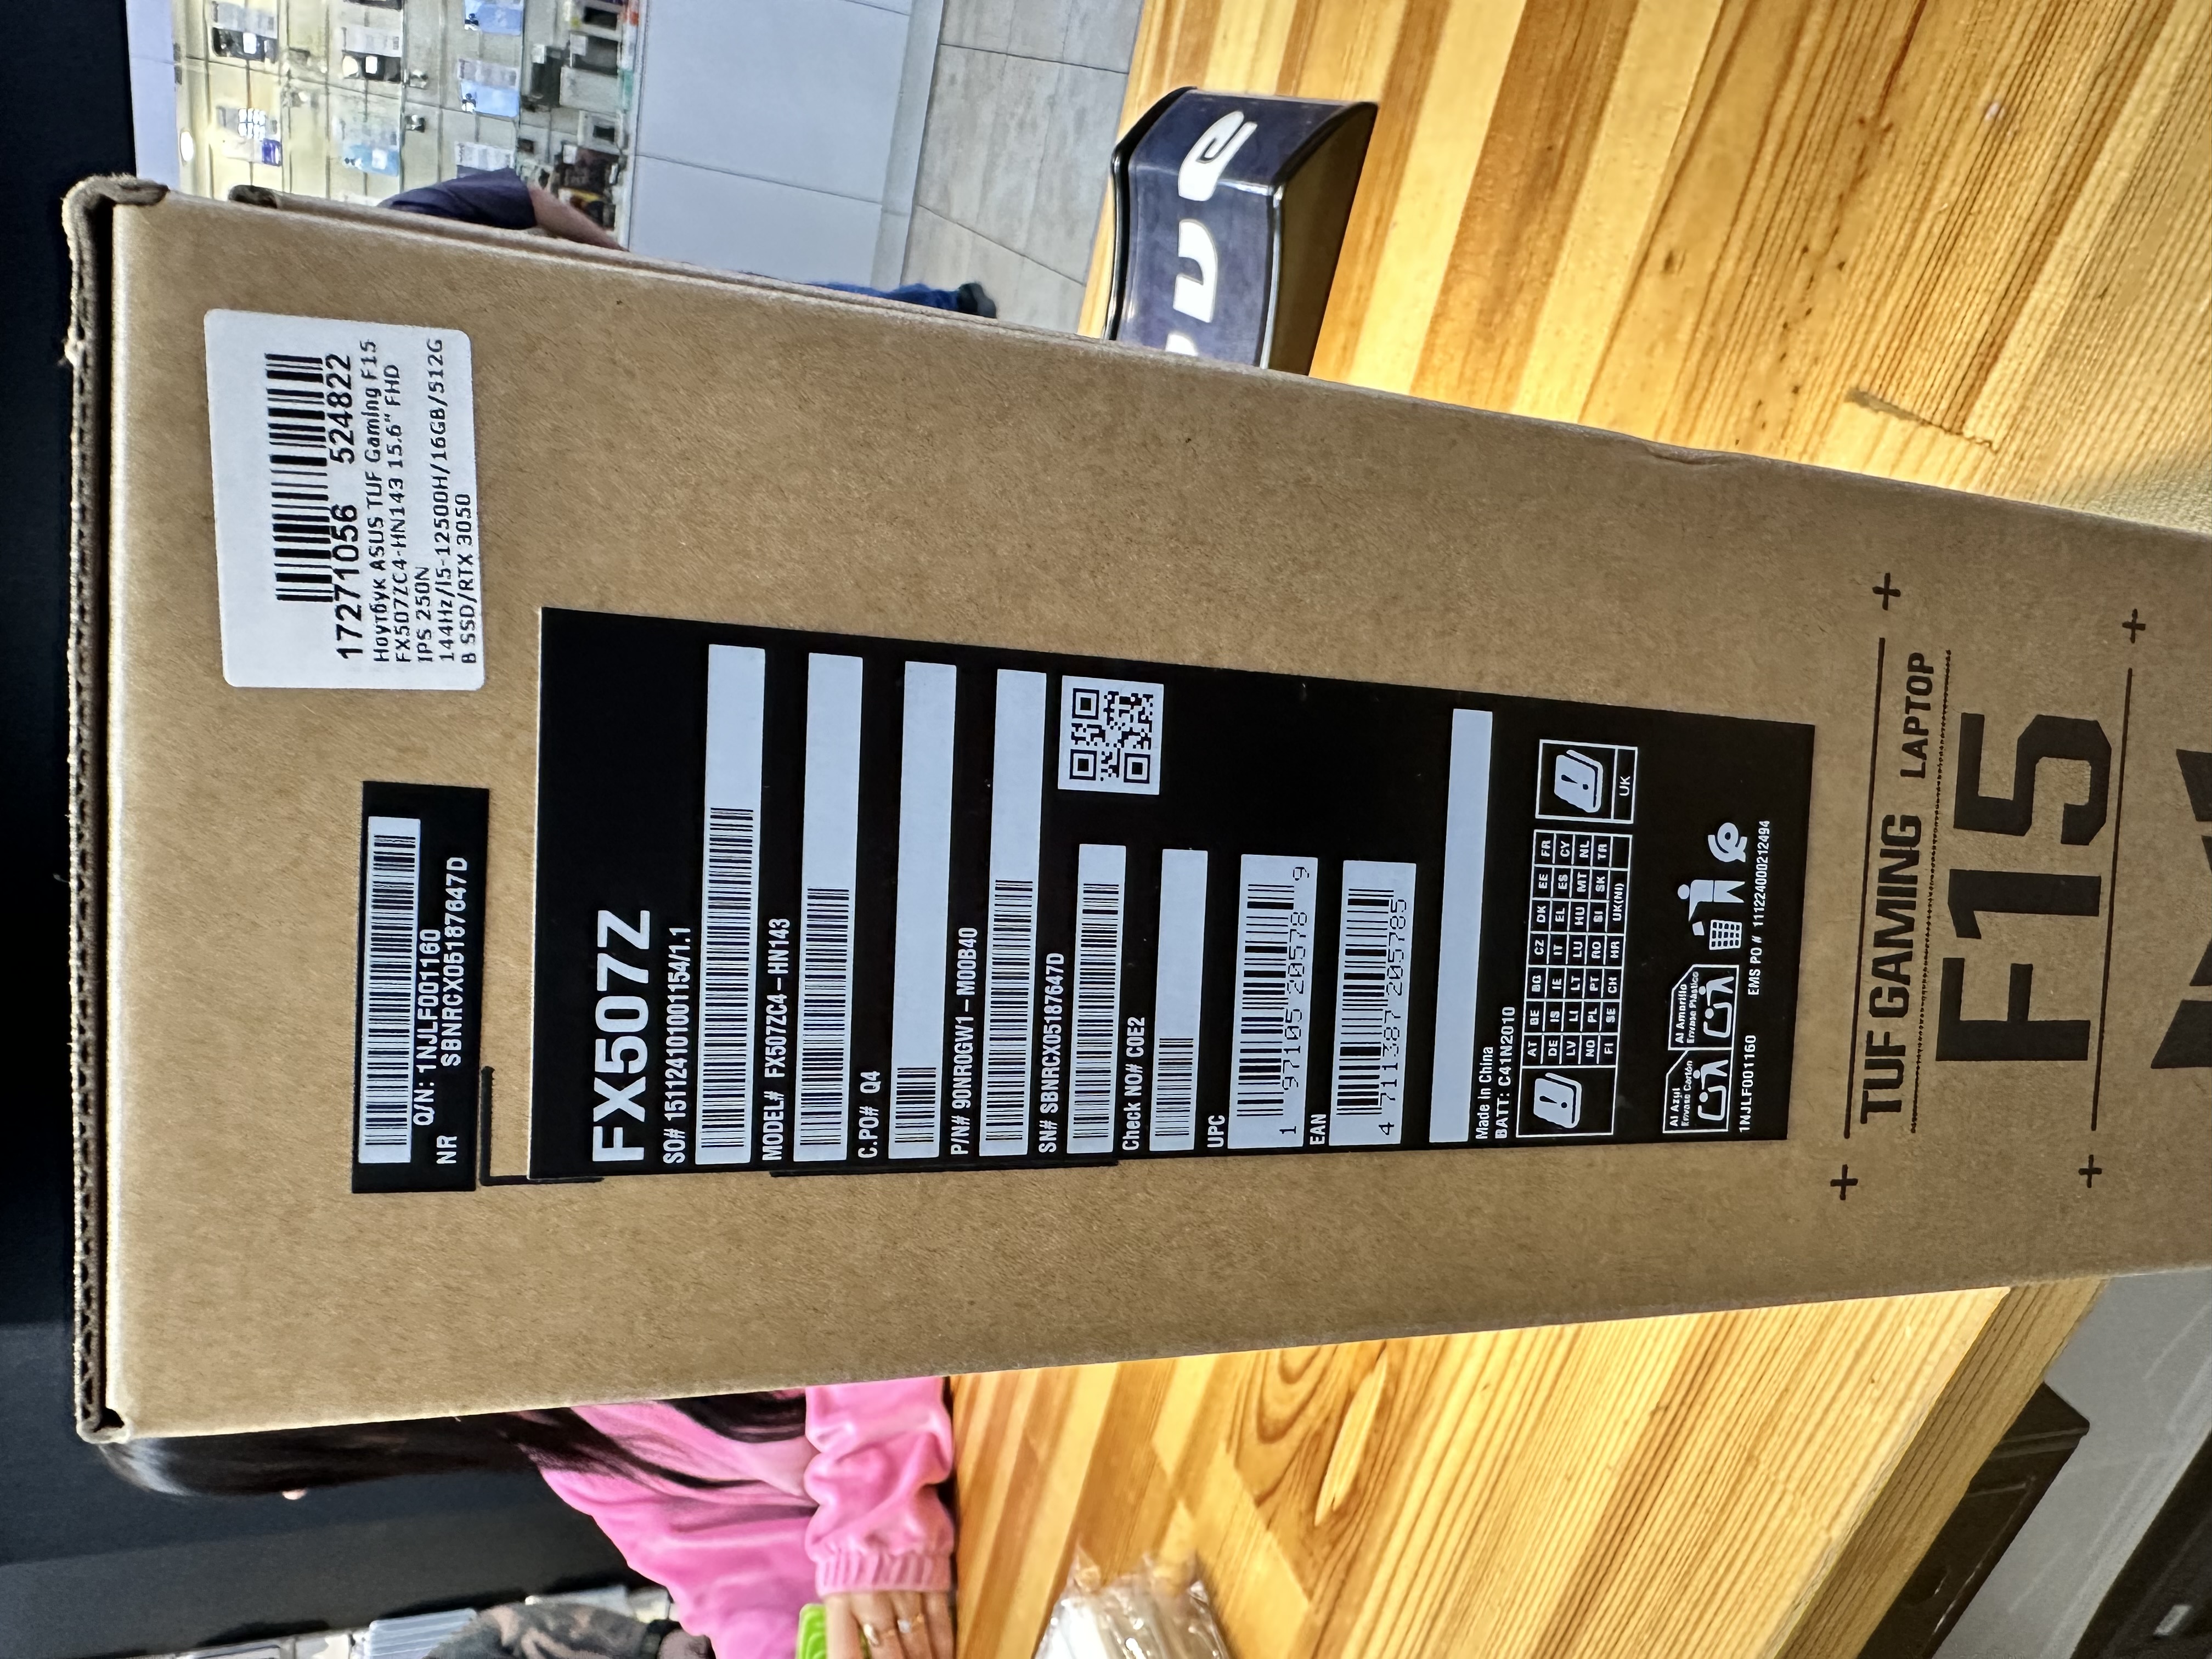 17271056 524822
Ноутбук ASUS TUF Gaming F15
FX507ZC4-HN143 15.6" FHD
IPS 250N
144Hz/i5-12500H/16GB/512G
B SSD/RTX 3050
Q/N: 1NJLF001160
NR SBNRCX05187647D
FX507Z
SO# 1511241010011​54/1.1
MODEL# FX507ZC4-HN143
C.PO# Q4
P/N# 90NR0GW1-M00B40
SN# SBNRCX05187647D
Check NO# C0E2
UPC
1 97105 20578 9
EAN
4 711387 205785
Made In China
BATT: C41N2010
AT BE BG CZ DK EE FR
DE IS IE IT EL ES CY
LV LI LT LU HU MT NL
NO PL PT RO SI SK TR
FI SE CH HR UK(NI)
UK
Al Azul
Envase Cartón
Al Amarillo
Envase Plástico
1NJLF001160 EMS PO # 1112240002​12494
TUF GAMING LAPTOP
F15